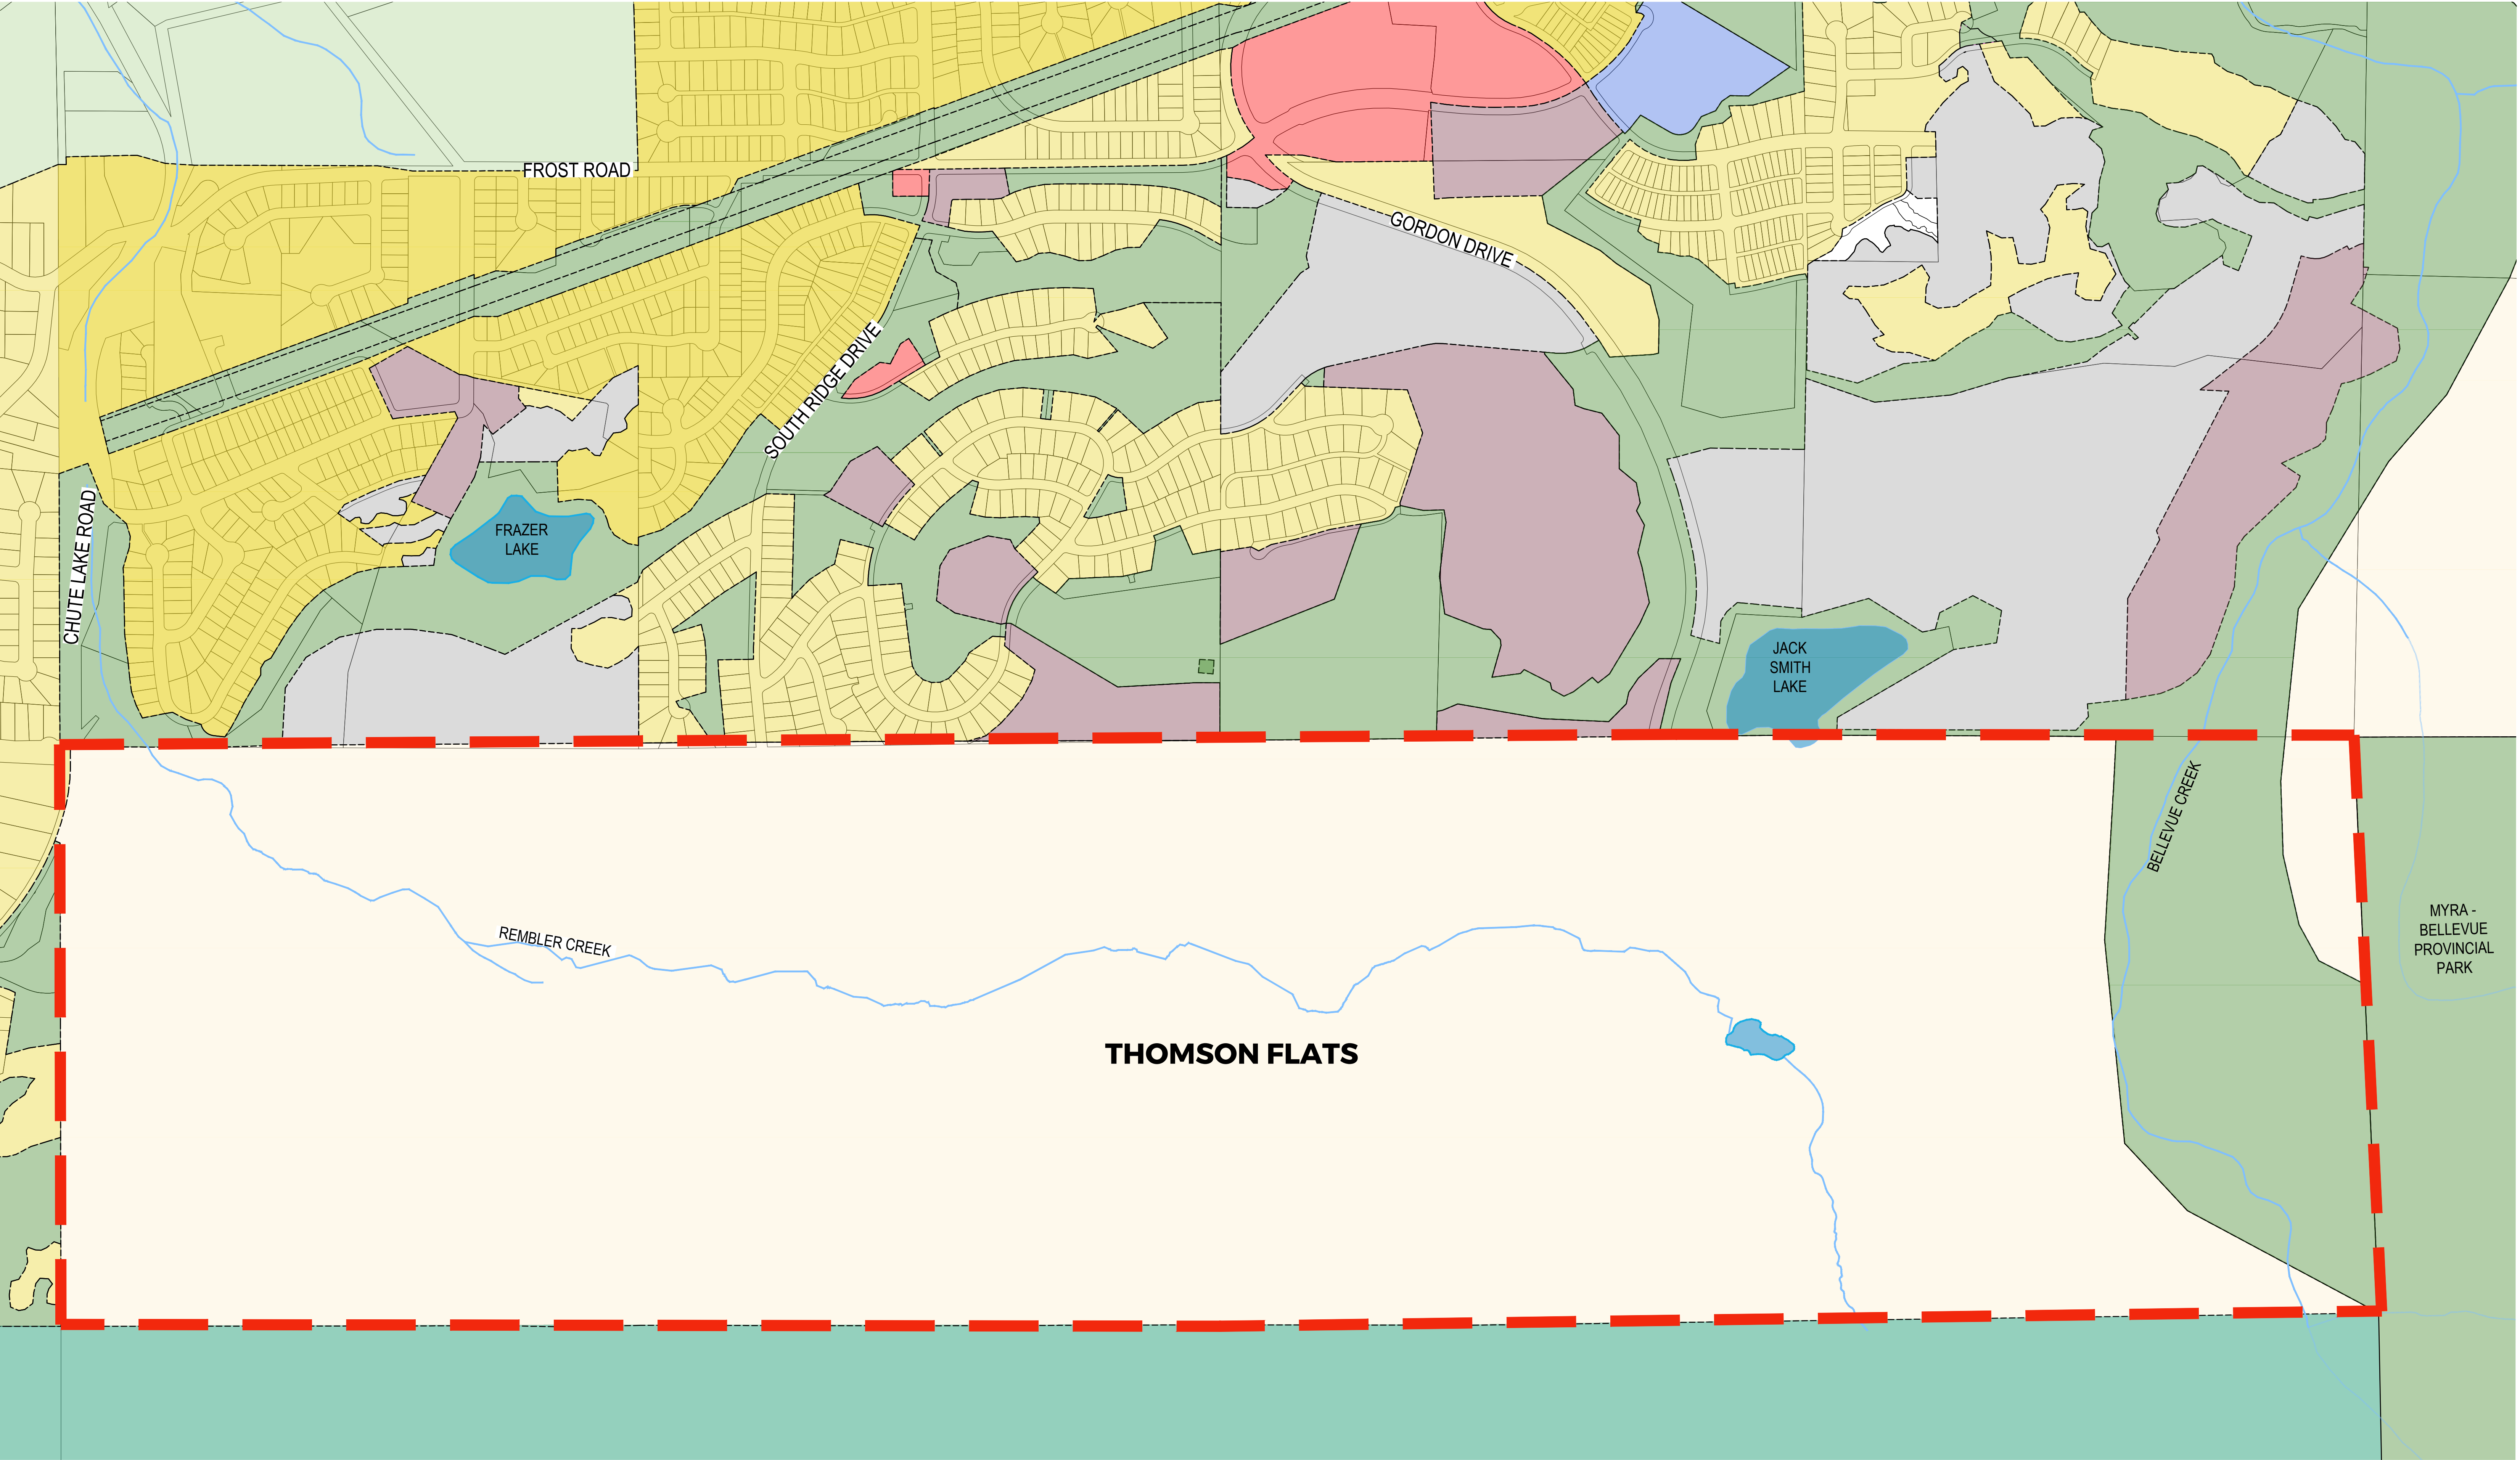 FROST ROAD
GORDON DRIVE
SOUTH RIDGE DRIVE
CHUTE LAKE ROAD
FRAZER
LAKE
JACK
SMITH
LAKE
BELLEVUE CREEK
MYRA -
BELLEVUE
PROVINCIAL
PARK
REMBLER CREEK
THOMSON FLATS